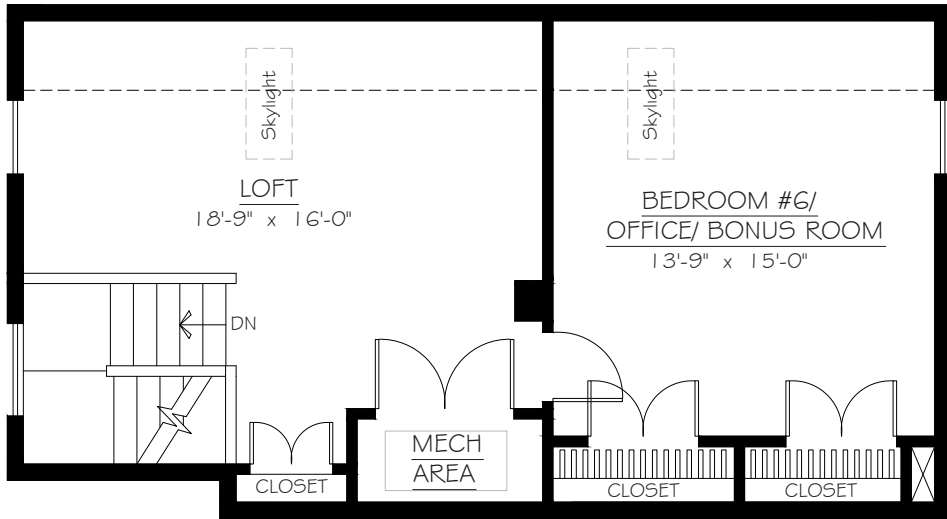 Skylight
Skylight
LOFT
18'-9" x 16'-0"
BEDROOM #6/
OFFICE/ BONUS ROOM
13'-9" x 15'-0"
DN
MECH
AREA
CLOSET
CLOSET
CLOSET